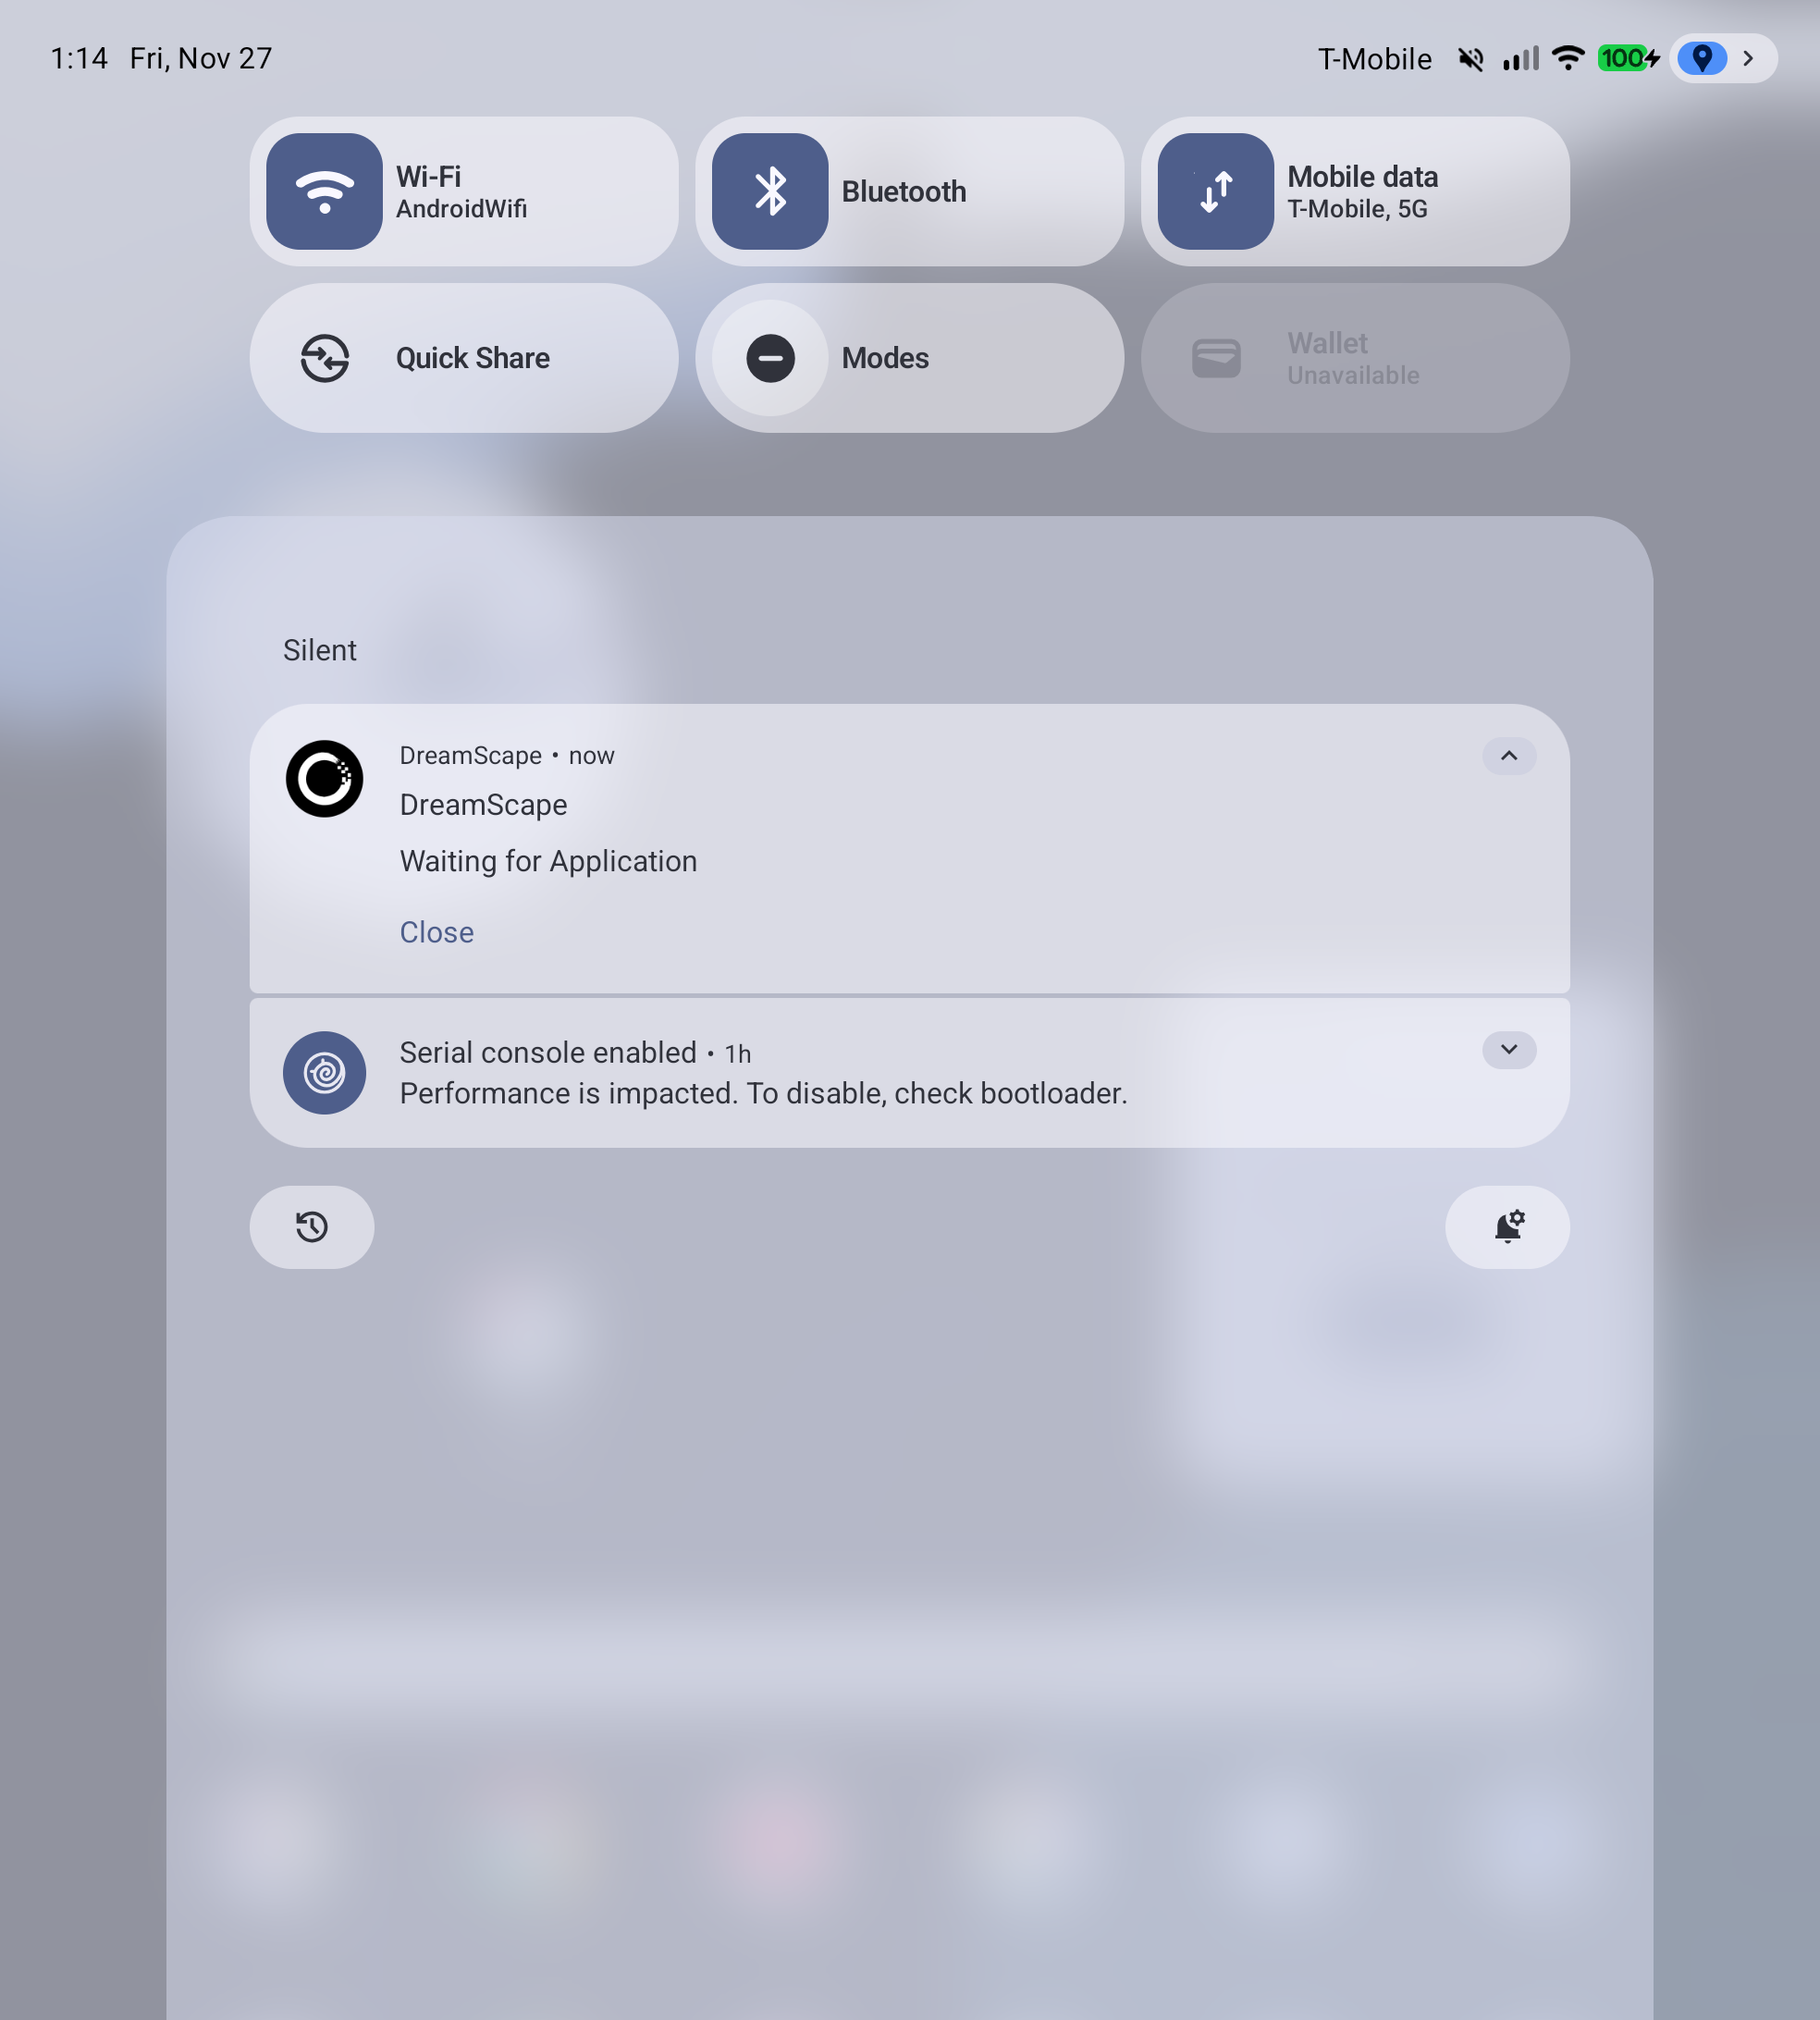 1:14 Fri, Nov 27
T-Mobile 100
Wi-Fi
AndroidWifi
Bluetooth
Mobile data
T-Mobile, 5G
Quick Share
Modes
Wallet
Unavailable
Silent
DreamScape • now
DreamScape
Waiting for Application
Close
Serial console enabled • 1h
Performance is impacted. To disable, check bootloader.